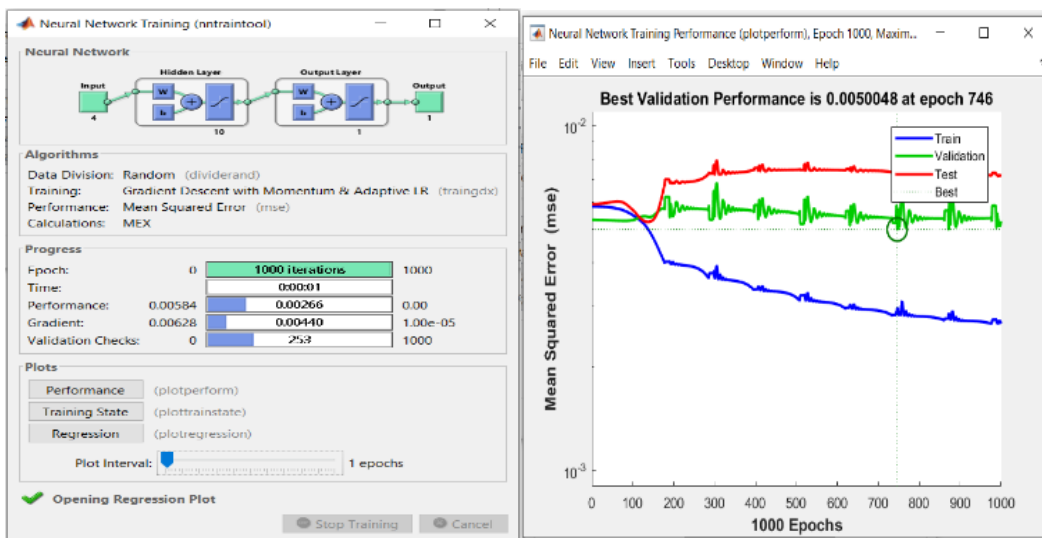 Neural Network Training (nntraintool)
Neural Network
Hidden Layer
Output Layer
Input
Output
W
b
W
b
4
10
1
1
Algorithms
Data Division: Random (dividerand)
Training: Gradient Descent with Momentum & Adaptive LR (traingdx)
Performance: Mean Squared Error (mse)
Calculations: MEX
Progress
Epoch: 0 1000 iterations 1000
Time: 0:00:01
Performance: 0.00584 0.00266 0.00
Gradient: 0.00628 0.00440 1.00e-05
Validation Checks: 0 253 1000
Plots
Performance (plotperform)
Training State (plottrainstate)
Regression (plotregression)
Plot Interval: 1 epochs
Opening Regression Plot
Stop Training Cancel
Neural Network Training Performance (plotperform), Epoch 1000, Maxim...
File Edit View Insert Tools Desktop Window Help
Best Validation Performance is 0.0050048 at epoch 746
Train
Validation
Test
Best
Mean Squared Error (mse)
10-2
10-3
0 100 200 300 400 500 600 700 800 900 1000
1000 Epochs